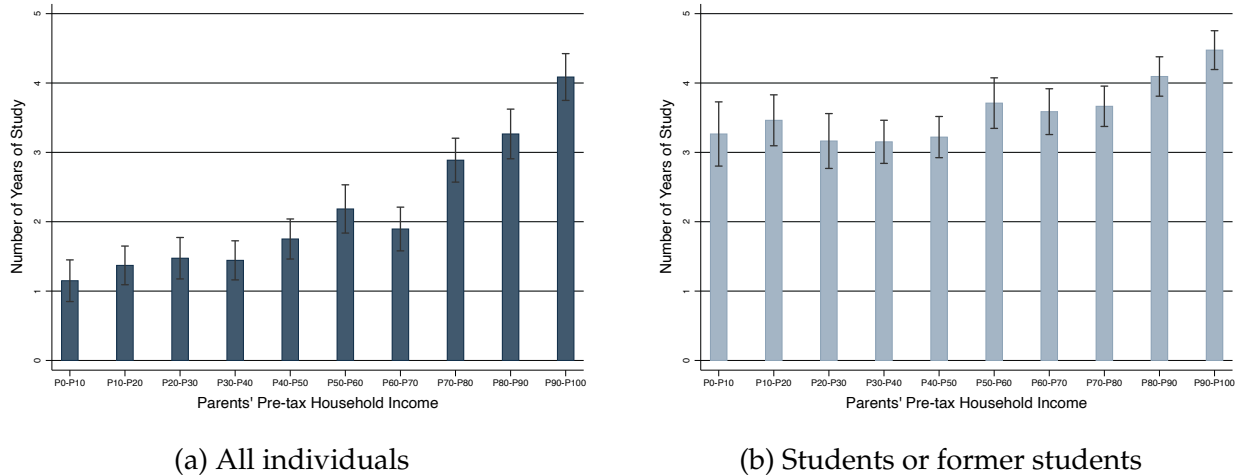 Number of Years of Study
5
4
3
2
1
0
P0-P10 P10-P20 P20-P30 P30-P40 P40-P50 P50-P60 P60-P70 P70-P80 P80-P90 P90-P100
Parents' Pre-tax Household Income
(a) All individuals
Number of Years of Study
5
4
3
2
1
0
P0-P10 P10-P20 P20-P30 P30-P40 P40-P50 P50-P60 P60-P70 P70-P80 P80-P90 P90-P100
Parents' Pre-tax Household Income
(b) Students or former students